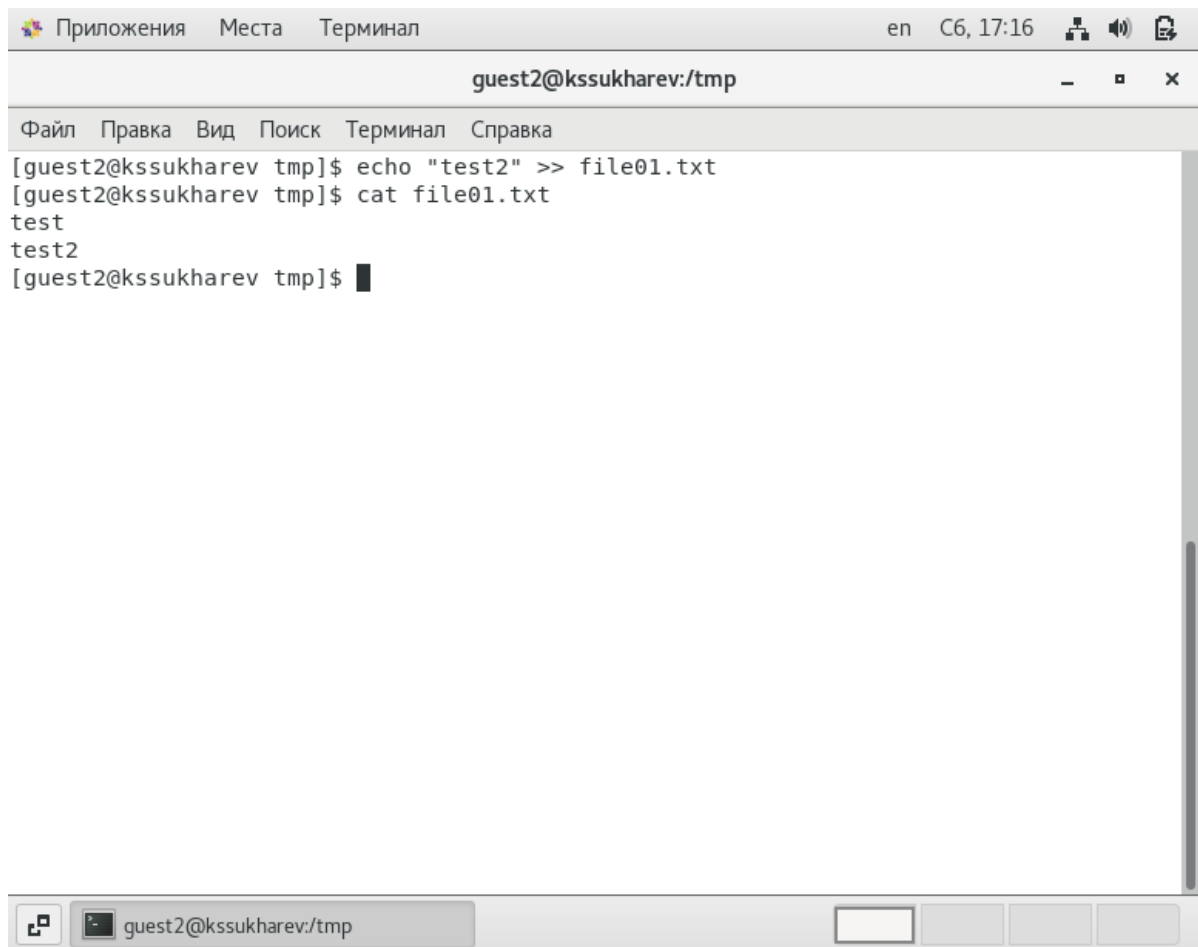 Приложения Места Терминал en Сб, 17:16
guest2@kssukharev:/tmp
Файл Правка Вид Поиск Терминал Справка
[guest2@kssukharev tmp]$ echo "test2" >> file01.txt
[guest2@kssukharev tmp]$ cat file01.txt
test
test2
[guest2@kssukharev tmp]$
guest2@kssukharev:/tmp